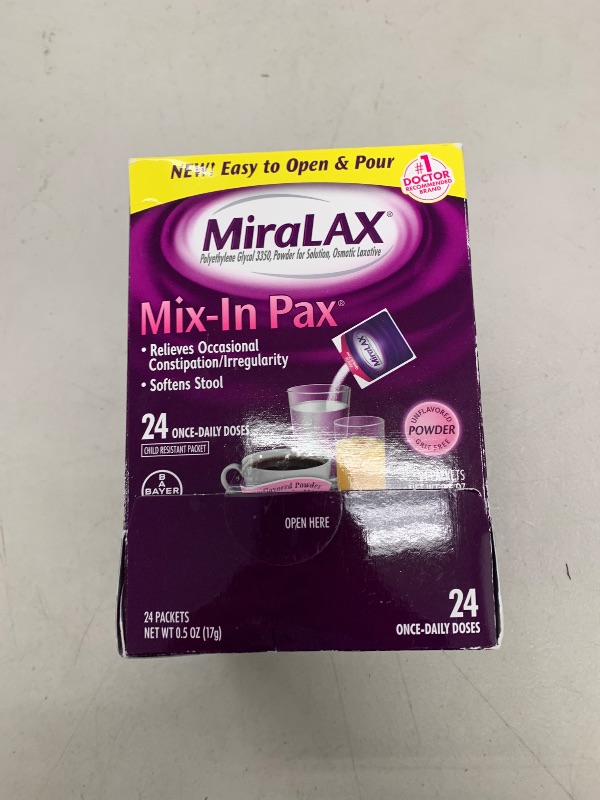 NEW! Easy to Open & Pour
#1
DOCTOR
RECOMMENDED
BRAND
MiraLAX®
Polyethylene Glycol 3350, Powder for Solution, Osmotic Laxative
Mix-In Pax®
• Relieves Occasional
Constipation/Irregularity
• Softens Stool
MiraLAX
24 ONCE-DAILY DOSES
CHILD RESISTANT PACKET
UNFLAVORED
POWDER
GRIT FREE
B
A
BAYER
Powder
OPEN HERE
24 PACKETS
NET WT 0.5 OZ (17g)
24
ONCE-DAILY DOSES